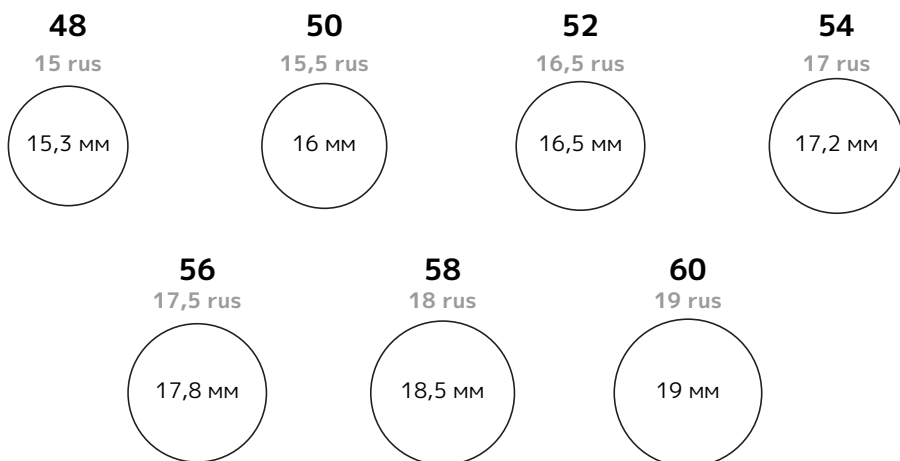 48 50 52 54
15 rus 15,5 rus 16,5 rus 17 rus
15,3 мм 16 мм 16,5 мм 17,2 мм
56 58 60
17,5 rus 18 rus 19 rus
17,8 мм 18,5 мм 19 мм